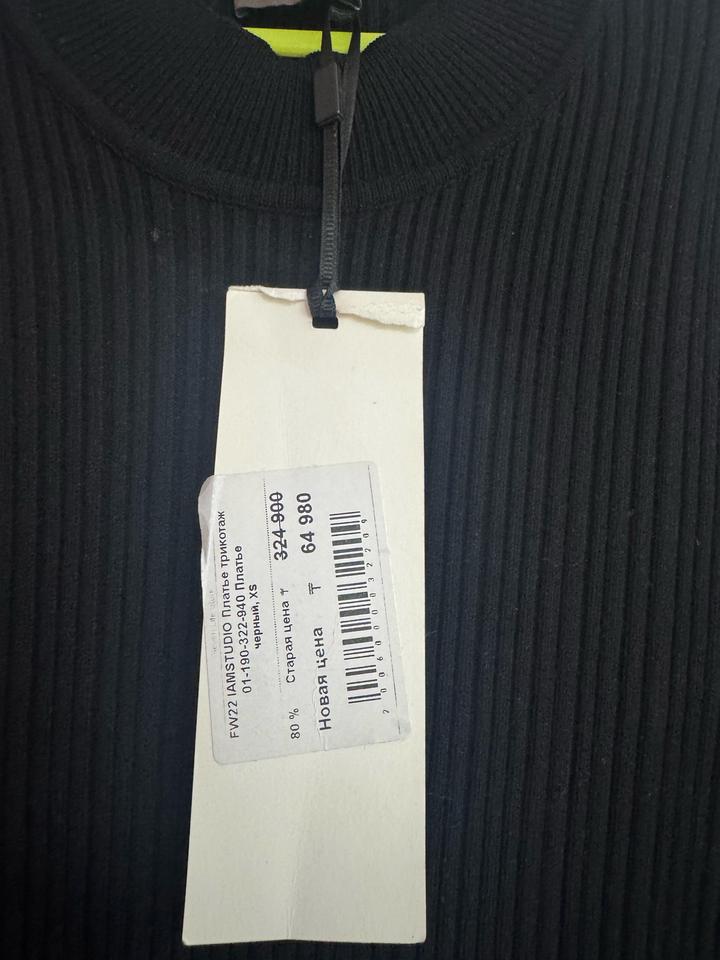 FW22 IAMSTUDIO Платье трикотаж
01-190-322-940 Платье
черный, XS
80 % Старая цена ₸ 324 900
Новая цена ₸ 64 980